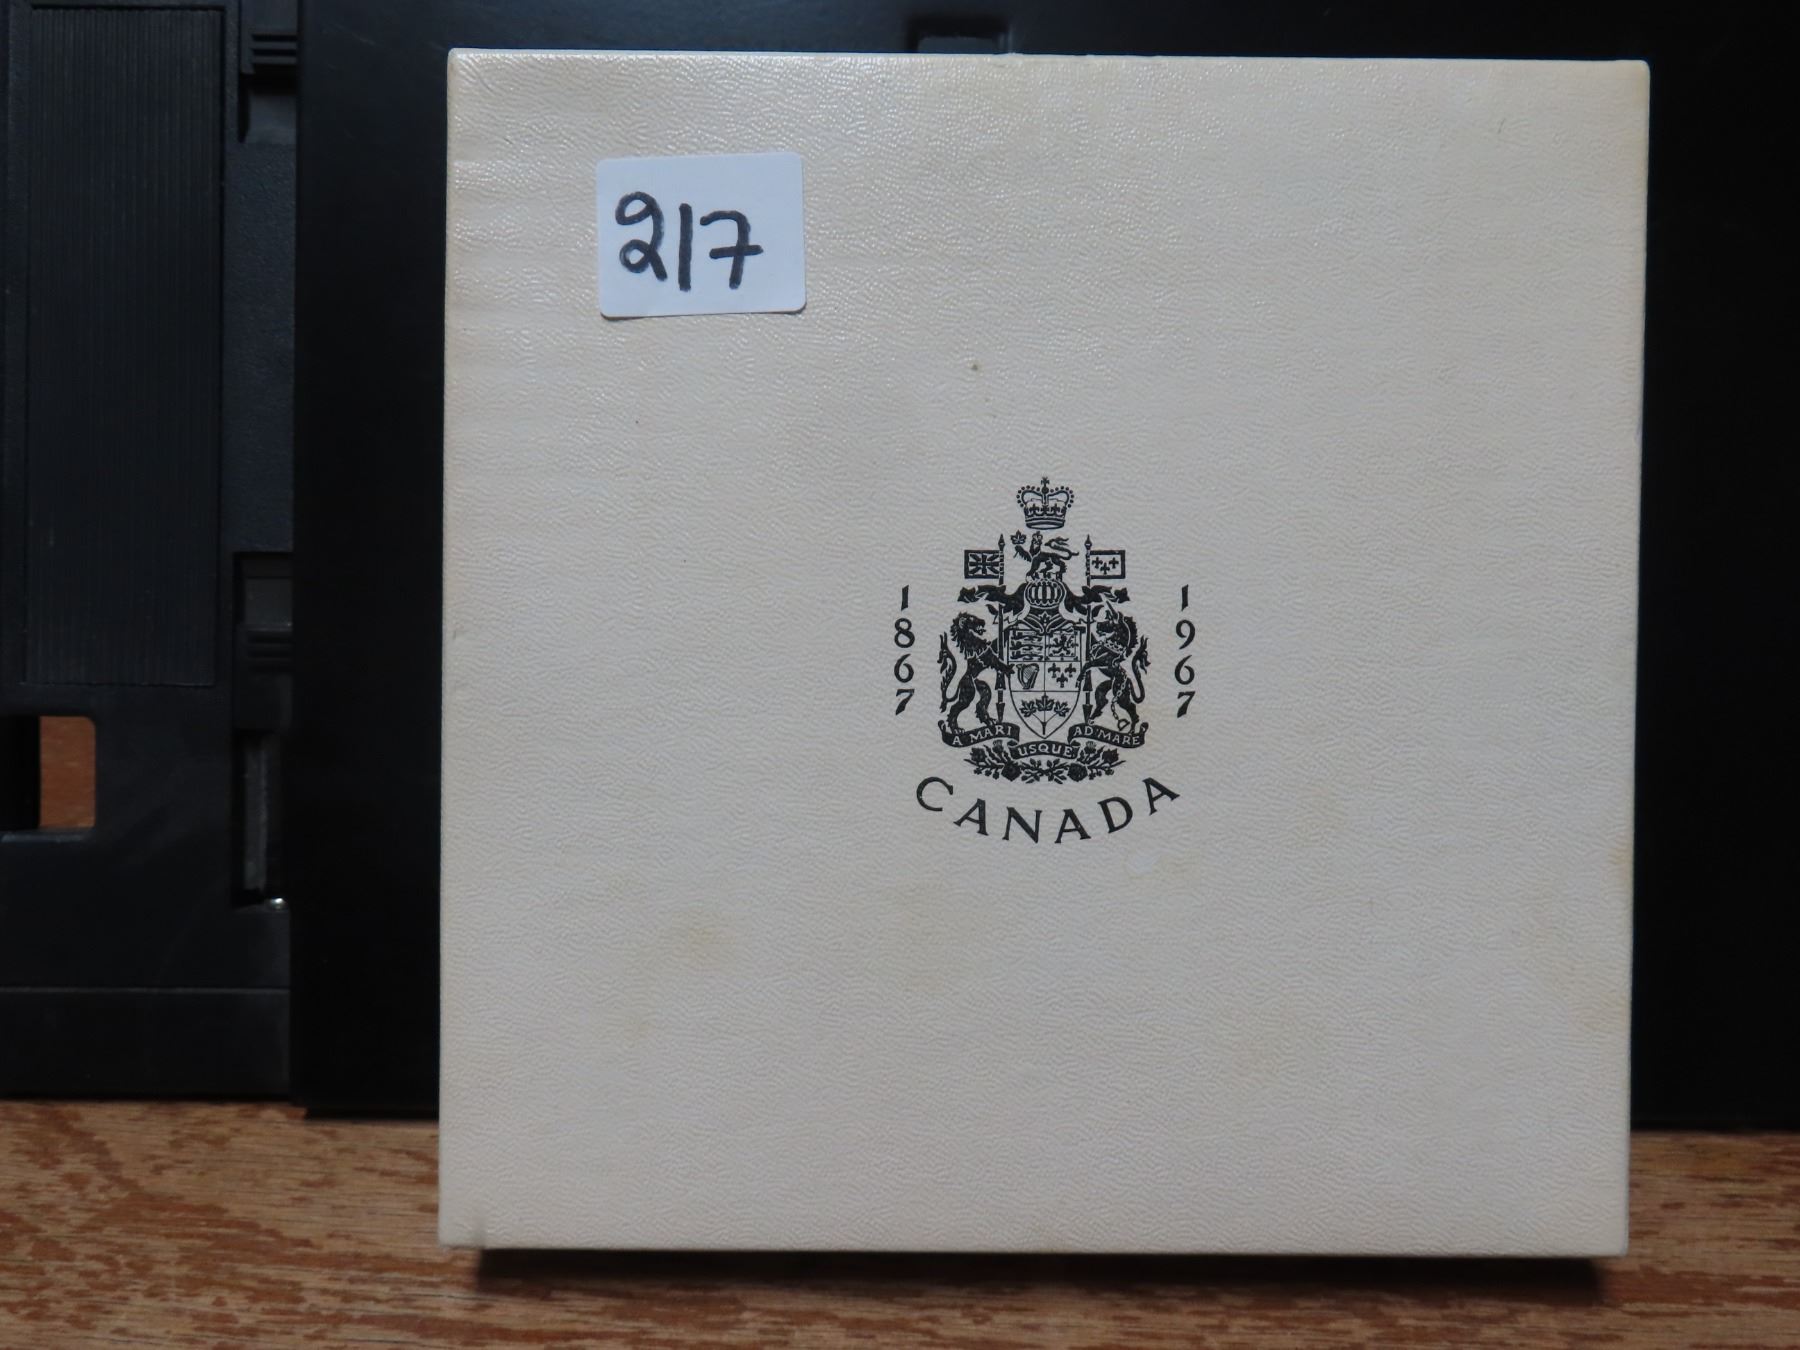 217
1867
1967
A MARI USQUE AD MARE
CANADA